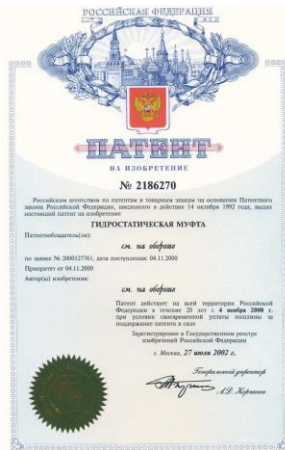 РОССИЙСКАЯ ФЕДЕРАЦИЯ
ПАТЕНТ
НА ИЗОБРЕТЕНИЕ
№ 2186270
Российским агентством по патентам и товарным знакам на основании Патентного
закона Российской Федерации, введенного в действие 14 октября 1992 года, выдан
настоящий патент на изобретение
ГИДРОСТАТИЧЕСКАЯ МУФТА
Патентообладатель(ли):
см. на обороте
по заявке № 2000127761, дата поступления: 04.11.2000
Приоритет от 04.11.2000
Автор(ы) изобретения:
см. на обороте
Патент действует на всей территории Российской
Федерации в течение 20 лет с 4 ноября 2000 г.
при условии своевременной уплаты пошлины за
поддержание патента в силе
Зарегистрирован в Государственном реестре
изобретений Российской Федерации
г. Москва, 27 июля 2002 г.
Генеральный директор
А.Д. Корчагин